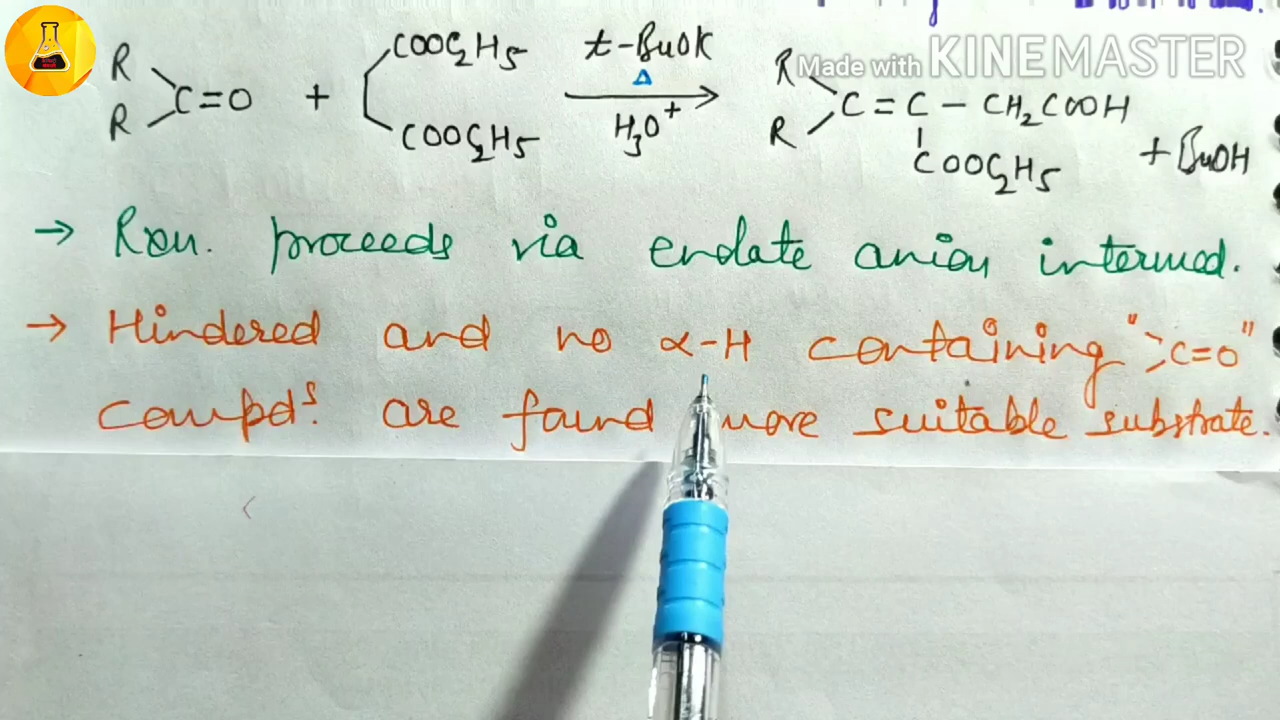 R
R
C=O + COOC2H5
COOC2H5
t-BuOK
Δ
H3O+
R
R
C=C-CH2COOH
COOC2H5
+ BuOH
Made with KINEMASTER
→ Rxn. proceeds via enolate anion intermed.
→ Hindered and no α-H containing ">C=O"
compds. are found more suitable substrate.